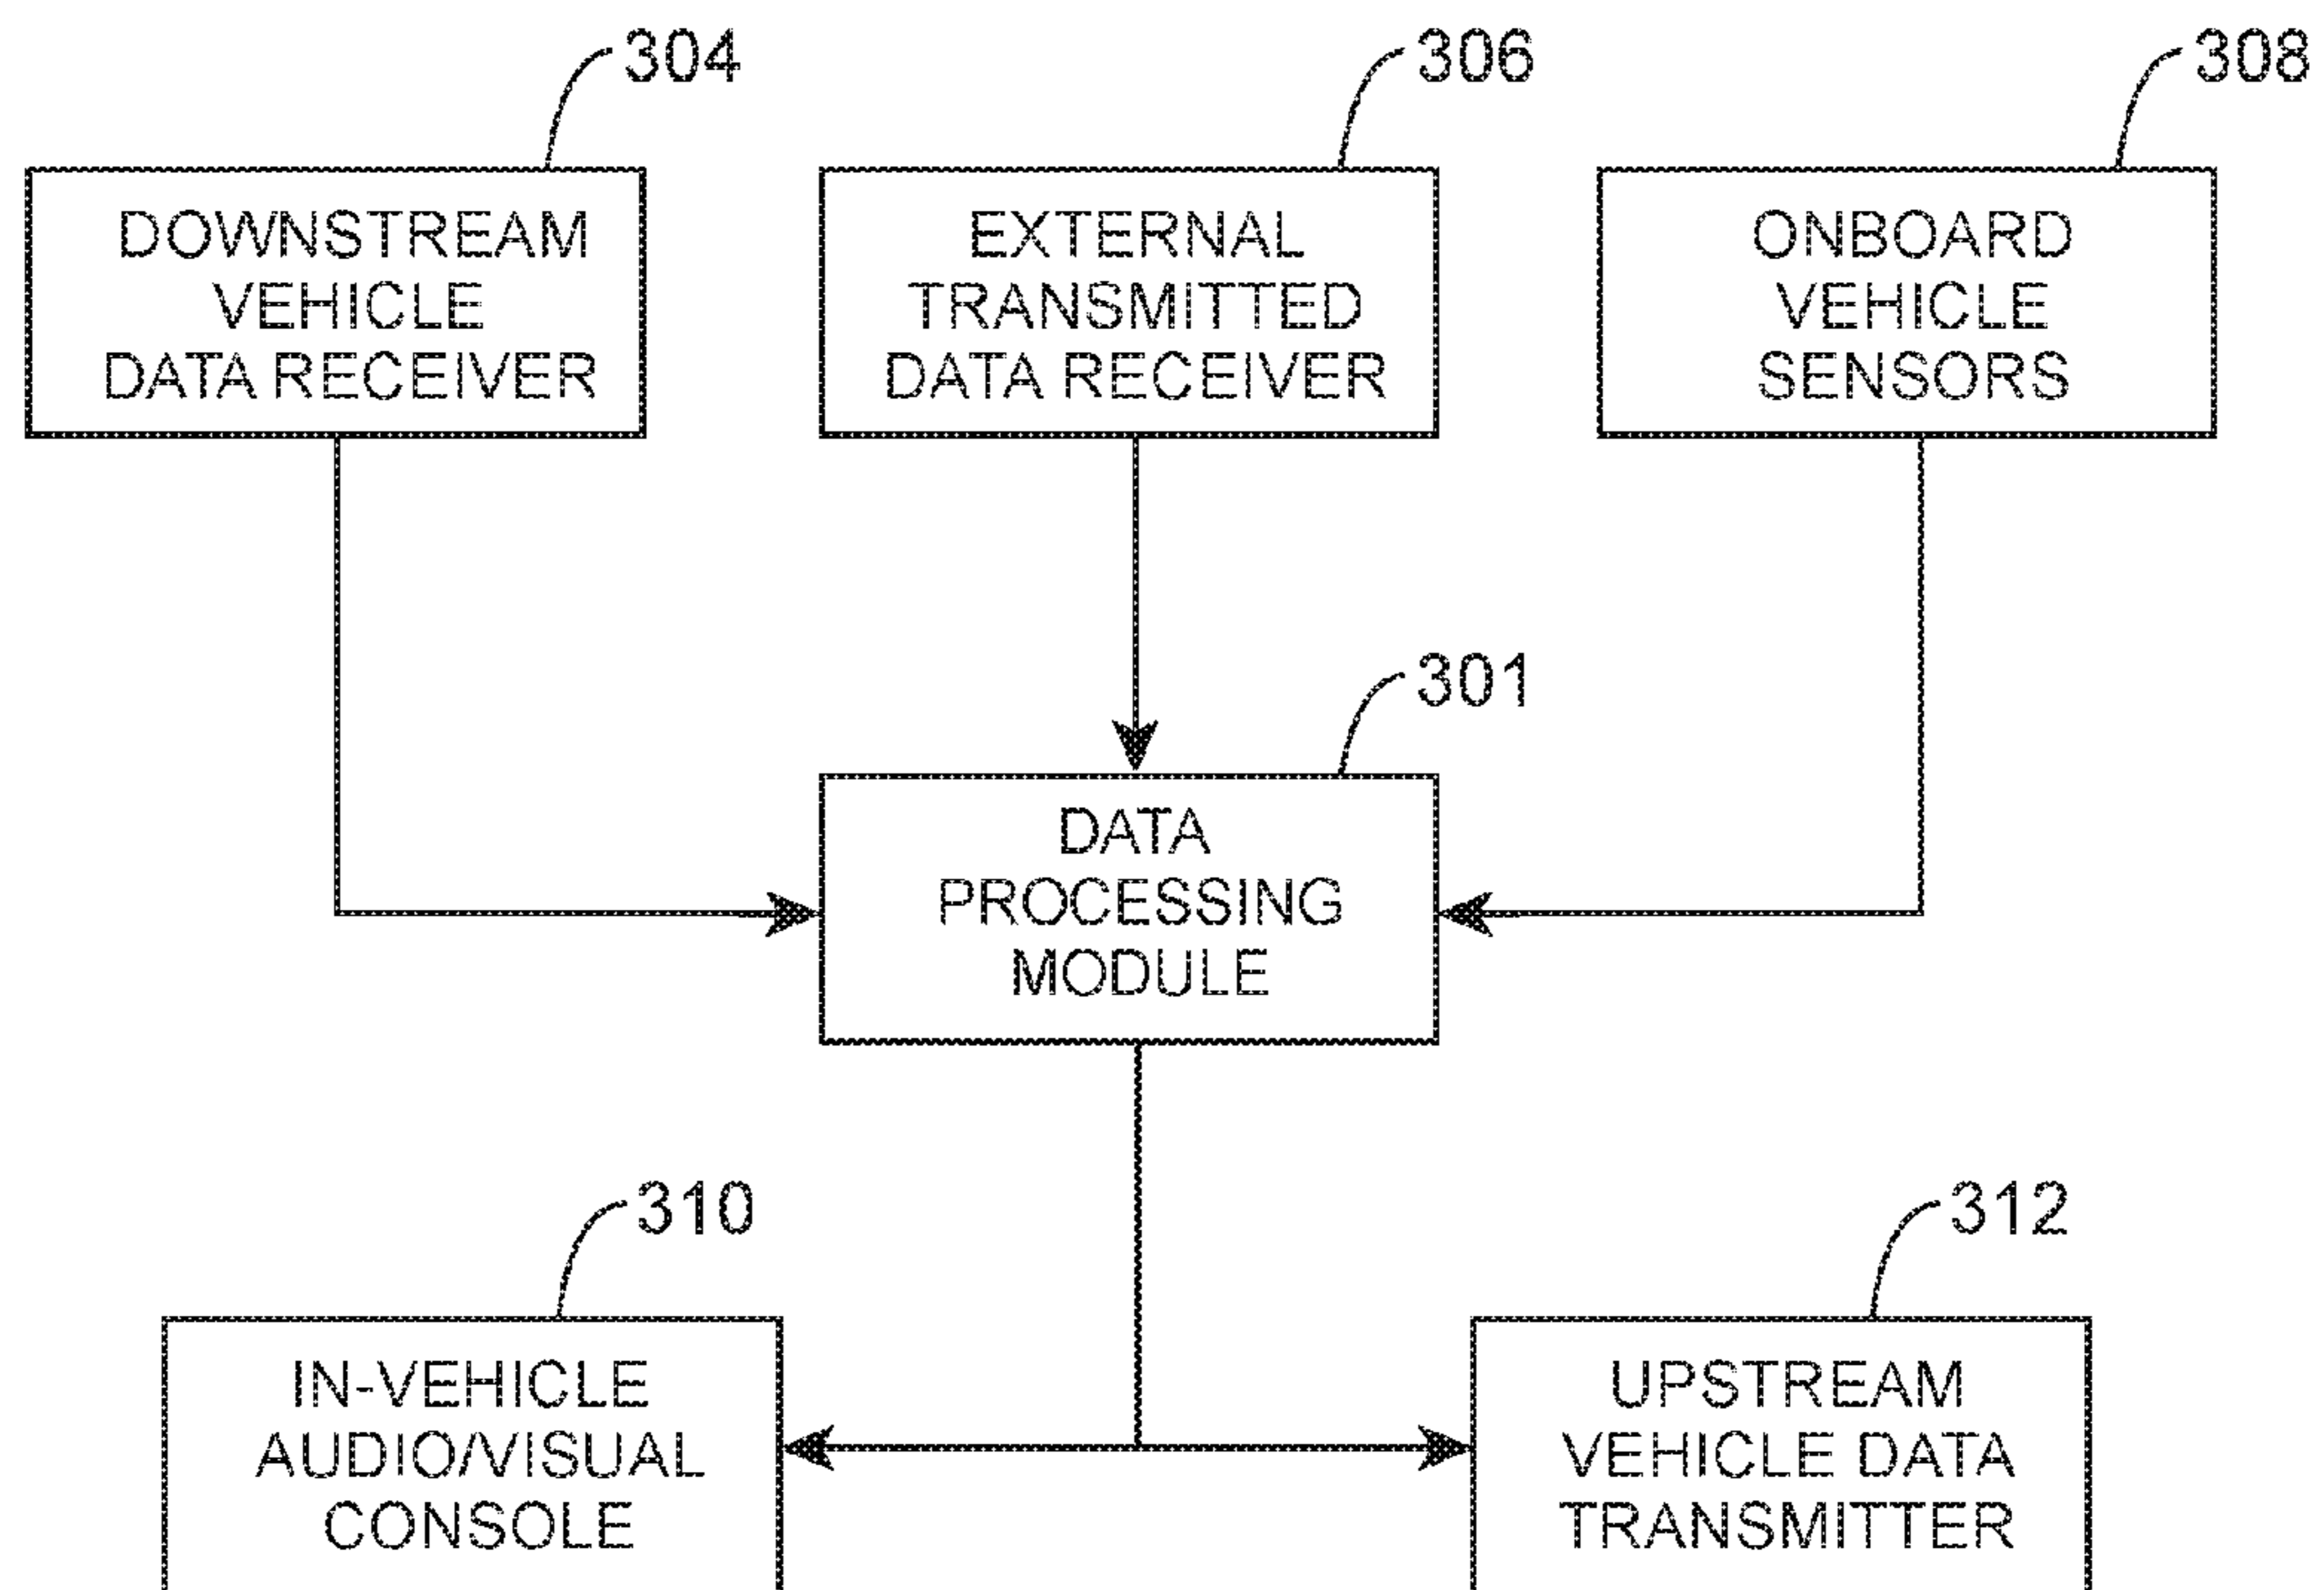 304
306
308
DOWNSTREAM
VEHICLE
DATA RECEIVER
EXTERNAL
TRANSMITTED
DATA RECEIVER
ONBOARD
VEHICLE
SENSORS
301
DATA
PROCESSING
MODULE
310
312
IN-VEHICLE
AUDIO/VISUAL
CONSOLE
UPSTREAM
VEHICLE DATA
TRANSMITTER